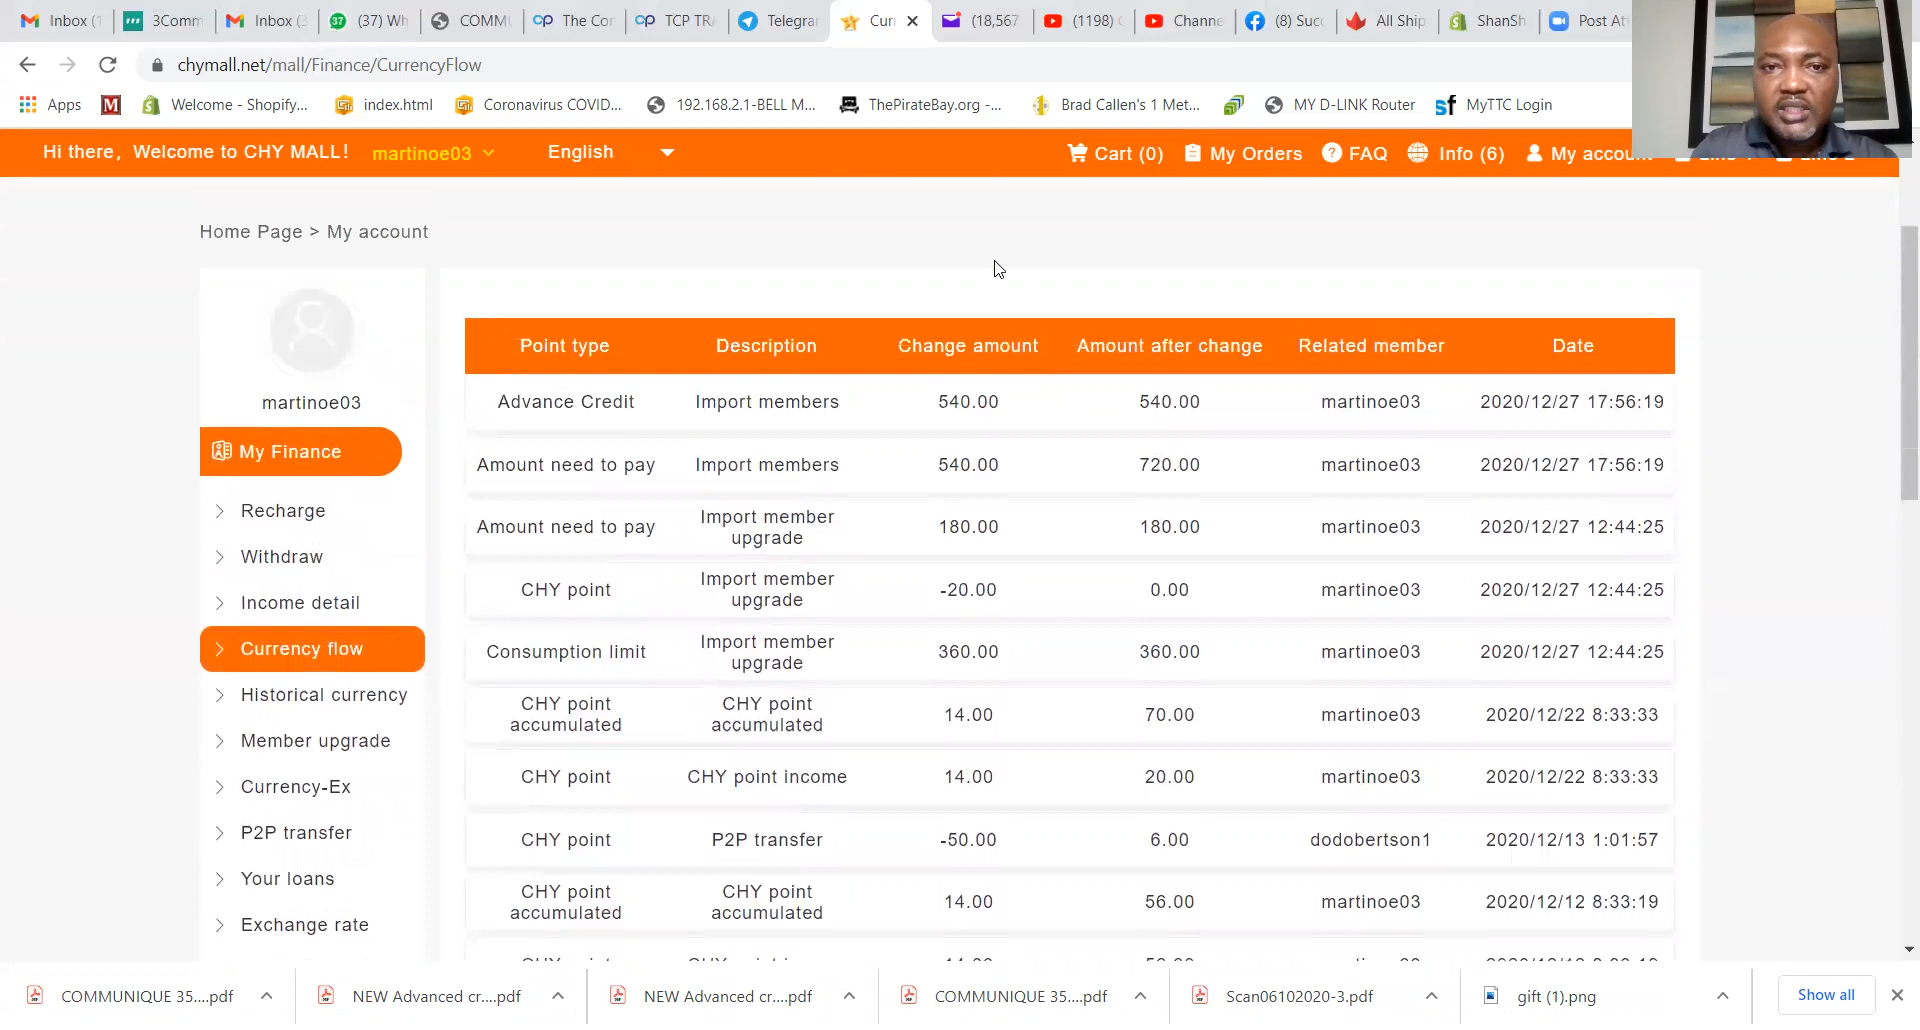 Inbox (1
3Comm
Inbox (3
(37) Wh
COMMU
The Cor
TCP TRA
Telegra
Curr
(18,567
(1198)
Channe
(8) Succ
All Ship
ShanSh
Post Att
chymall.net/mall/Finance/CurrencyFlow
Apps
Welcome - Shopify...
index.html
Coronavirus COVID...
192.168.2.1-BELL M...
ThePirateBay.org -...
Brad Callen's 1 Met...
MY D-LINK Router
MyTTC Login
Hi there, Welcome to CHY MALL! martinoe03 English Cart (0) My Orders FAQ Info (6) My account
Home Page > My account
martinoe03
My Finance
Recharge
Withdraw
Income detail
Currency flow
Historical currency
Member upgrade
Currency-Ex
P2P transfer
Your loans
Exchange rate
Point type Description Change amount Amount after change Related member Date
Advance Credit Import members 540.00 540.00 martinoe03 2020/12/27 17:56:19
Amount need to pay Import members 540.00 720.00 martinoe03 2020/12/27 17:56:19
Amount need to pay Import member upgrade 180.00 180.00 martinoe03 2020/12/27 12:44:25
CHY point Import member upgrade -20.00 0.00 martinoe03 2020/12/27 12:44:25
Consumption limit Import member upgrade 360.00 360.00 martinoe03 2020/12/27 12:44:25
CHY point accumulated CHY point accumulated 14.00 70.00 martinoe03 2020/12/22 8:33:33
CHY point CHY point income 14.00 20.00 martinoe03 2020/12/22 8:33:33
CHY point P2P transfer -50.00 6.00 dodobertson1 2020/12/13 1:01:57
CHY point accumulated CHY point accumulated 14.00 56.00 martinoe03 2020/12/12 8:33:19
COMMUNIQUE 35....pdf
NEW Advanced cr....pdf
NEW Advanced cr....pdf
COMMUNIQUE 35....pdf
Scan06102020-3.pdf
gift (1).png
Show all